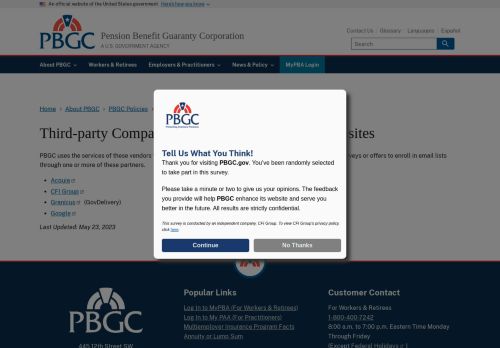 An official website of the United States government Here's how you know
PBGC
Pension Benefit Guaranty Corporation
A U.S. GOVERNMENT AGENCY
Contact Us Glossary Languages Español
Search
About PBGC Workers & Retirees Employers & Practitioners News & Policy MyPBA Login
Home > About PBGC > PBGC Policies
Third-party Compa sites
PBGC uses the services of these vendors veys or offers to enroll in email lists
through one or more of these partners.
• Acquia
• CFI Group
• Granicus (GovDelivery)
• Google
Last Updated: May 23, 2023
PBGC
Protecting America's Pensions
Tell Us What You Think!
Thank you for visiting PBGC.gov. You've been randomly selected
to take part in this survey.
Please take a minute or two to give us your opinions. The feedback
you provide will help PBGC enhance its website and serve you
better in the future. All results are strictly confidential.
This survey is conducted by an independent company, CFI Group. To view CFI Group's privacy policy
click here.
Continue
No Thanks
PBGC
445 12th Street SW
Popular Links
Log In to MyPBA (For Workers & Retirees)
Log In to My PAA (For Practitioners)
Multiemployer Insurance Program Facts
Annuity or Lump Sum
Customer Contact
For Workers & Retirees
1-800-400-7242
8:00 a.m. to 7:00 p.m. Eastern Time Monday
Through Friday
(Except Federal Holidays)